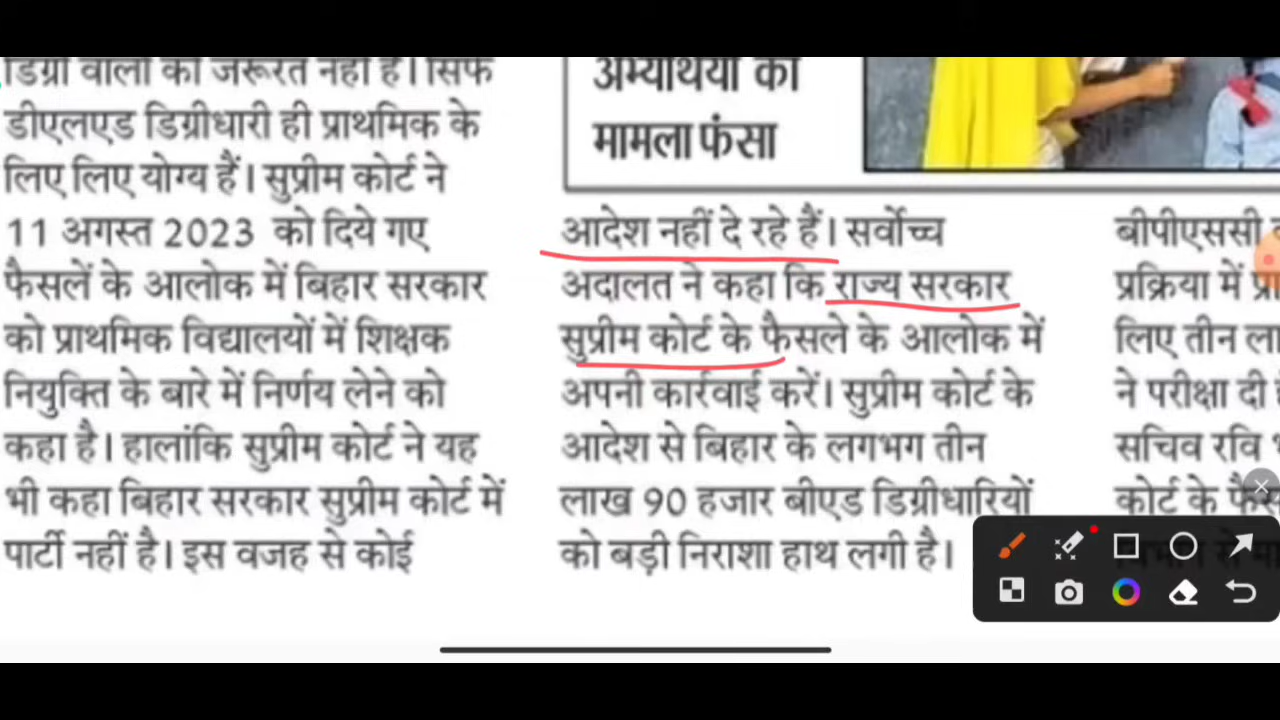 डिग्री वालों की जरूरत नहीं है। सिर्फ
डीएलएड डिग्रीधारी ही प्राथमिक के
लिए लिए योग्य हैं। सुप्रीम कोर्ट ने
11 अगस्त 2023 को दिये गए
फैसलें के आलोक में बिहार सरकार
को प्राथमिक विद्यालयों में शिक्षक
नियुक्ति के बारे में निर्णय लेने को
कहा है। हालांकि सुप्रीम कोर्ट ने यह
भी कहा बिहार सरकार सुप्रीम कोर्ट में
पार्टी नहीं है। इस वजह से कोई
अभ्यर्थियों का
मामला फंसा
आदेश नहीं दे रहे हैं। सर्वोच्च
अदालत ने कहा कि राज्य सरकार
सुप्रीम कोर्ट के फैसले के आलोक में
अपनी कार्रवाई करें। सुप्रीम कोर्ट के
आदेश से बिहार के लगभग तीन
लाख 90 हजार बीएड डिग्रीधारियों
को बड़ी निराशा हाथ लगी है।
बीपीएससी
प्रक्रिया में
लिए तीन
ने परीक्षा दी
सचिव रवि
कोर्ट के